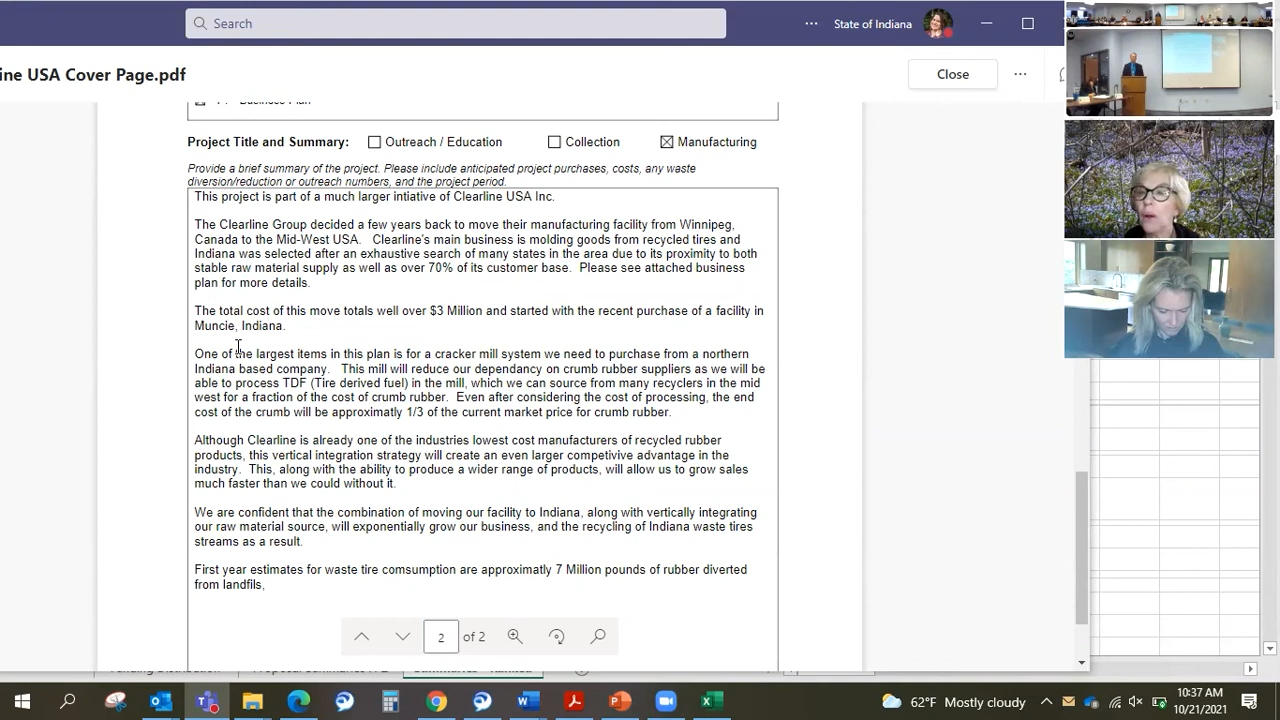 Search
State of Indiana
ine USA Cover Page.pdf
Close
Business Plan
Project Title and Summary: Outreach / Education Collection Manufacturing
Provide a brief summary of the project. Please include anticipated project purchases, costs, any waste
diversion/reduction or outreach numbers, and the project period.
This project is part of a much larger intiative of Clearline USA Inc.
The Clearline Group decided a few years back to move their manufacturing facility from Winnipeg,
Canada to the Mid-West USA. Clearline's main business is molding goods from recycled tires and
Indiana was selected after an exhaustive search of many states in the area due to its proximity to both
stable raw material supply as well as over 70% of its customer base. Please see attached business
plan for more details.
The total cost of this move totals well over $3 Million and started with the recent purchase of a facility in
Muncie, Indiana.
One of the largest items in this plan is for a cracker mill system we need to purchase from a northern
Indiana based company. This mill will reduce our dependancy on crumb rubber suppliers as we will be
able to process TDF (Tire derived fuel) in the mill, which we can source from many recyclers in the mid
west for a fraction of the cost of crumb rubber. Even after considering the cost of processing, the end
cost of the crumb will be approximatly 1/3 of the current market price for crumb rubber.
Although Clearline is already one of the industries lowest cost manufacturers of recycled rubber
products, this vertical integration strategy will create an even larger competivive advantage in the
industry. This, along with the ability to produce a wider range of products, will allow us to grow sales
much faster than we could without it.
We are confident that the combination of moving our facility to Indiana, along with vertically integrating
our raw material source, will exponentially grow our business, and the recycling of Indiana waste tires
streams as a result.
First year estimates for waste tire comsumption are approximatly 7 Million pounds of rubber diverted
from landfils,
2 of 2
62°F Mostly cloudy
10:37 AM
10/21/2021